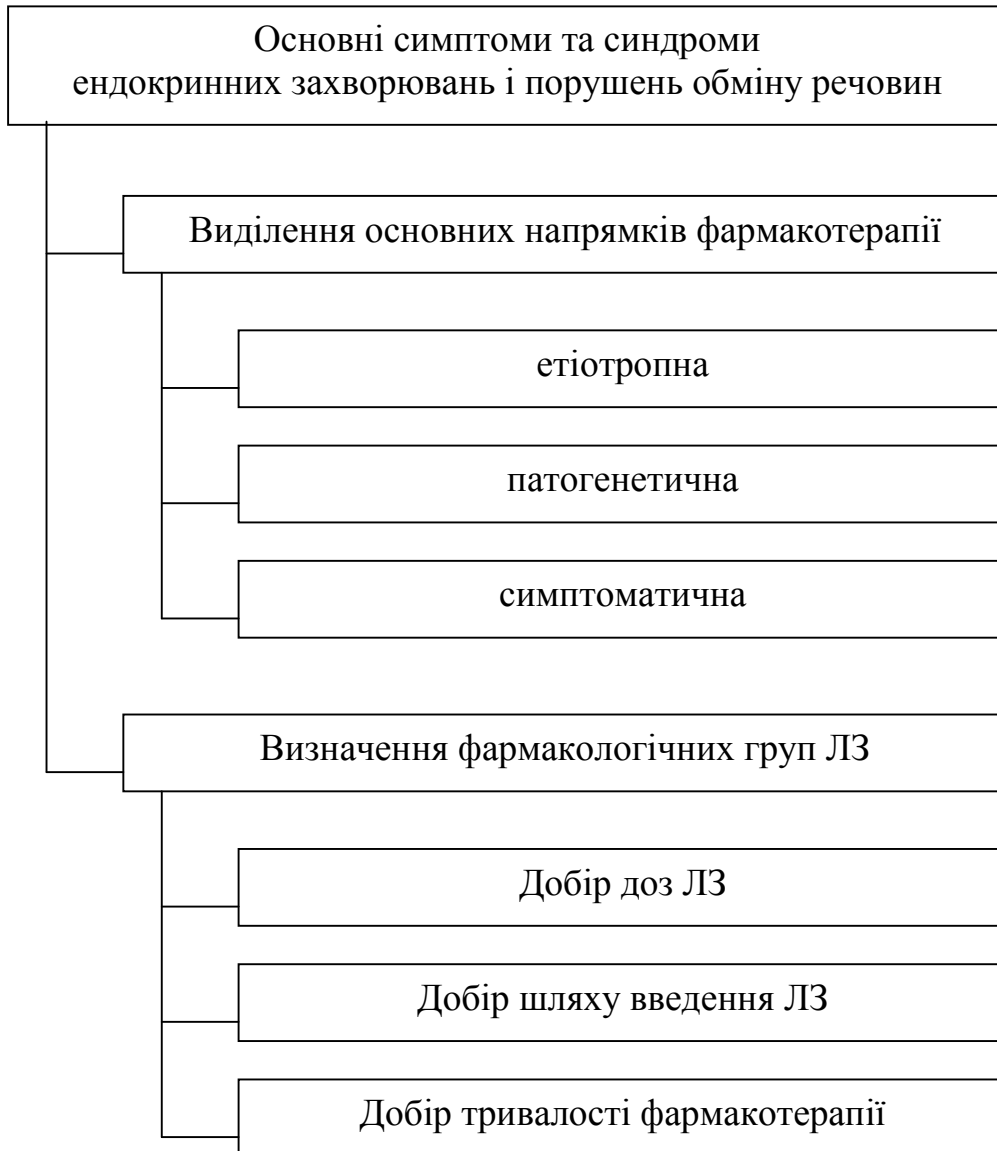 Основні симптоми та синдроми
ендокринних захворювань і порушень обміну речовин
Виділення основних напрямків фармакотерапії
етіотропна
патогенетична
симптоматична
Визначення фармакологічних груп ЛЗ
Добір доз ЛЗ
Добір шляху введення ЛЗ
Добір тривалості фармакотерапії